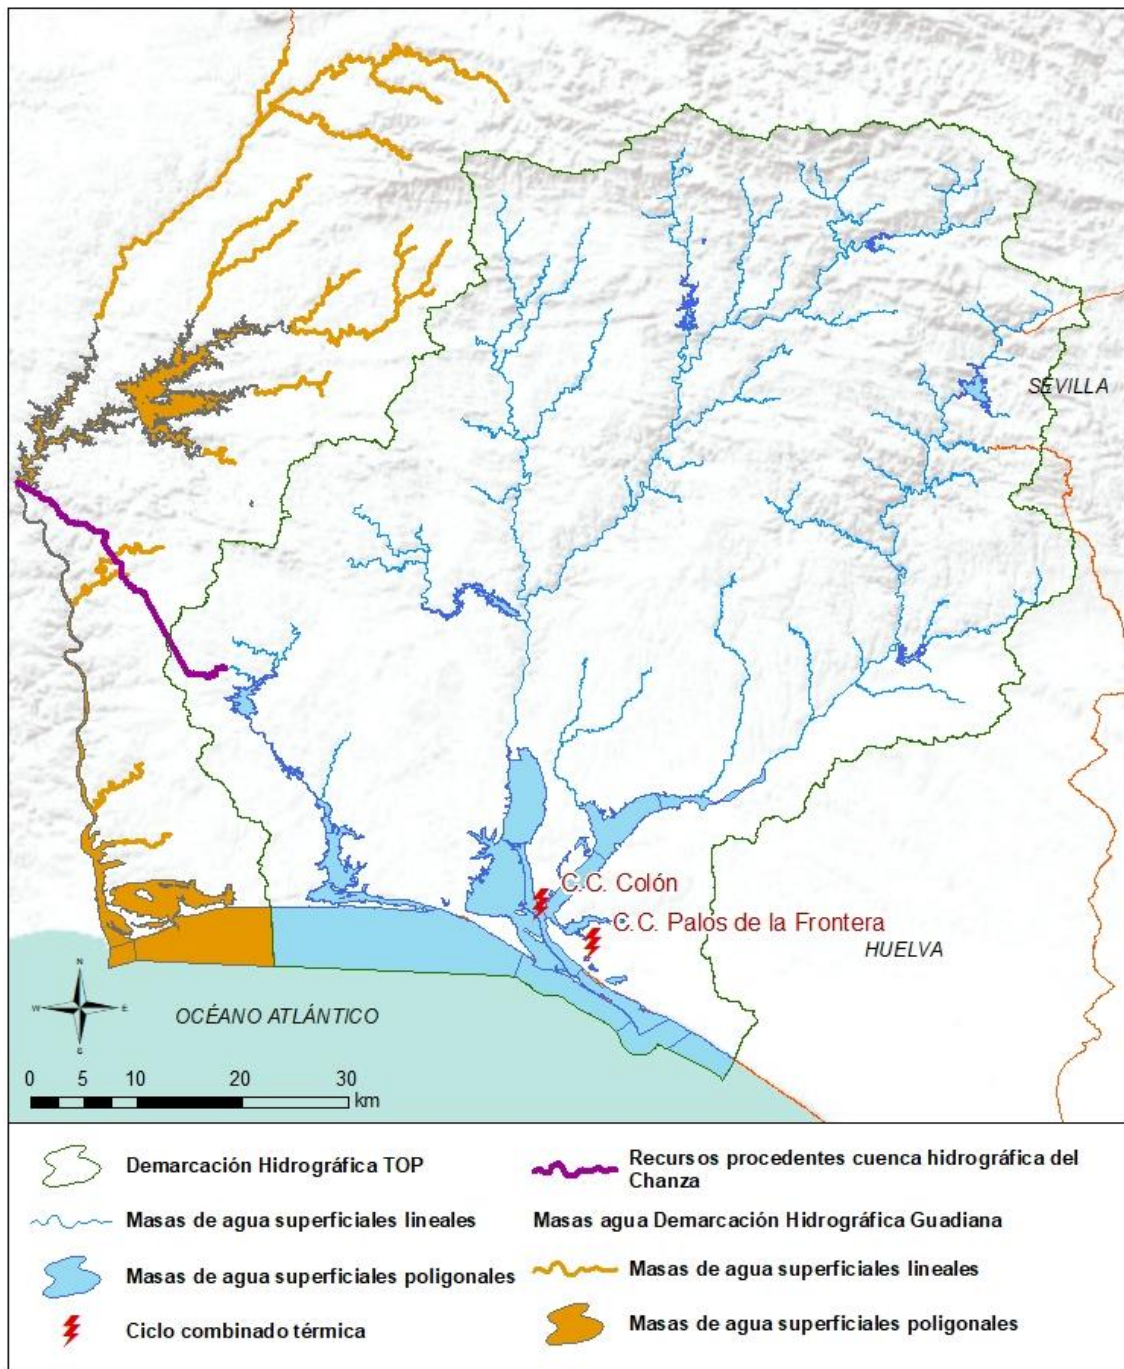 SEVILLA
C.C. Colón
C.C. Palos de la Frontera
HUELVA
OCÉANO ATLÁNTICO
N
W E
S
0 5 10 20 30
km
Demarcación Hidrográfica TOP
Masas de agua superficiales lineales
Masas de agua superficiales poligonales
Ciclo combinado térmica
Recursos procedentes cuenca hidrográfica del
Chanza
Masas agua Demarcación Hidrográfica Guadiana
Masas de agua superficiales lineales
Masas de agua superficiales poligonales